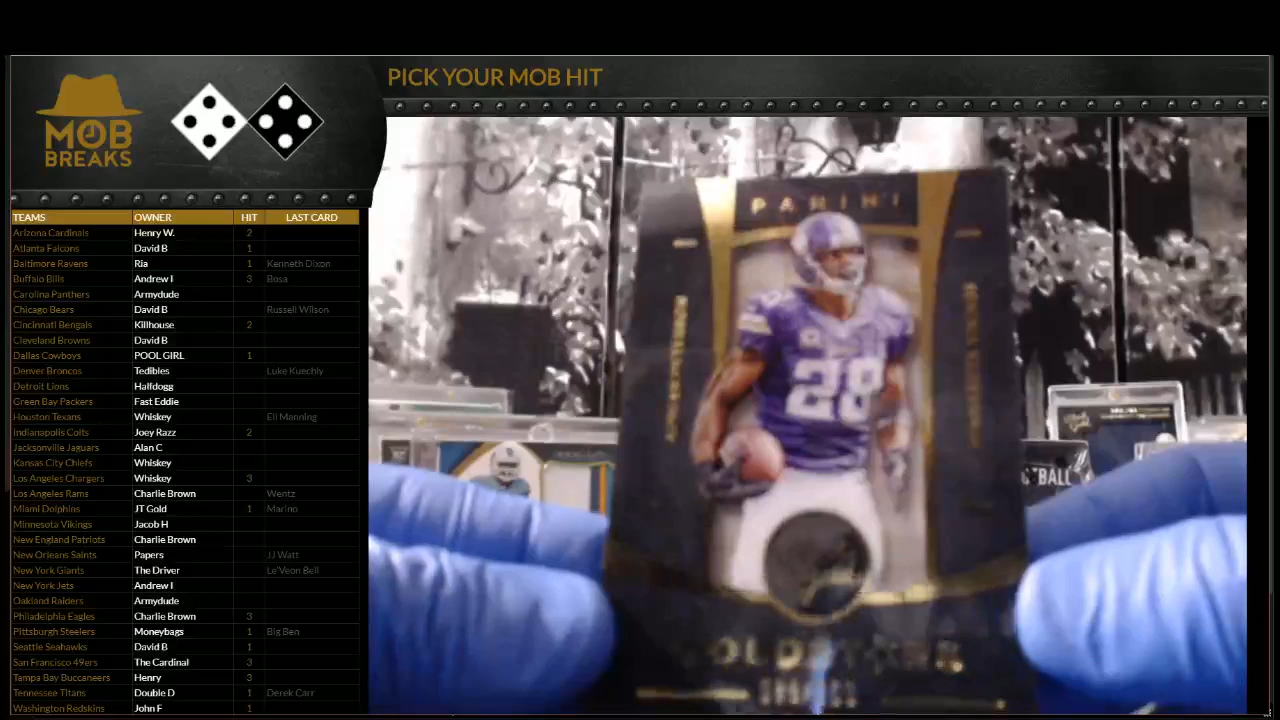 PICK YOUR MOB HIT
MOB
BREAKS
TEAMS OWNER HIT LAST CARD
Arizona Cardinals Henry W. 2
Atlanta Falcons David B 1
Baltimore Ravens Ria 1 Kenneth Dixon
Buffalo Bills Andrew I 3 Bosa
Carolina Panthers Armydude
Chicago Bears David B Russell Wilson
Cincinnati Bengals Killhouse 2
Cleveland Browns David B
Dallas Cowboys POOL GIRL 1
Denver Broncos Tedibles Luke Kuechly
Detroit Lions Halfdogg
Green Bay Packers Fast Eddie
Houston Texans Whiskey Eli Manning
Indianapolis Colts Joey Razz 2
Jacksonville Jaguars Alan C
Kansas City Chiefs Whiskey
Los Angeles Chargers Whiskey 3
Los Angeles Rams Charlie Brown Wentz
Miami Dolphins JT Gold 1 Marino
Minnesota Vikings Jacob H
New England Patriots Charlie Brown
New Orleans Saints Papers JJ Watt
New York Giants The Driver Le'Veon Bell
New York Jets Andrew I
Oakland Raiders Armydude
Philadelphia Eagles Charlie Brown 3
Pittsburgh Steelers Moneybags 1 Big Ben
Seattle Seahawks David B 1
San Francisco 49ers The Cardinal 3
Tampa Bay Buccaneers Henry 3
Tennessee Titans Double D 1 Derek Carr
Washington Redskins John F 1
PANINI
28